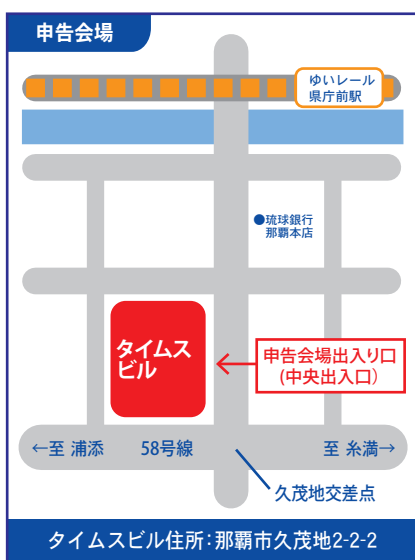 申告会場
ゆいレール
県庁前駅
●琉球銀行
那覇本店
タイムス
ビル
申告会場出入り口
(中央出入口)
←至 浦添
58号線
至 糸満→
久茂地交差点
タイムスビル住所:那覇市久茂地2-2-2